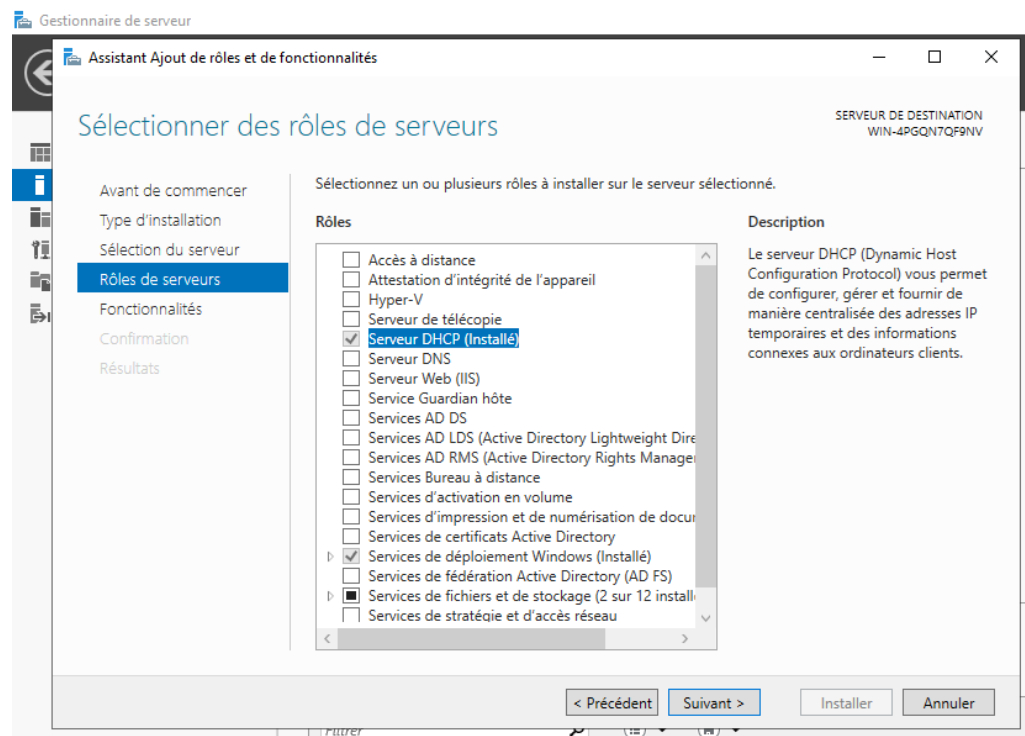 Gestionnaire de serveur
Assistant Ajout de rôles et de fonctionnalités
Sélectionner des rôles de serveurs
SERVEUR DE DESTINATION
WIN-4PGQN7QF9NV
Avant de commencer
Type d'installation
Sélection du serveur
Rôles de serveurs
Fonctionnalités
Confirmation
Résultats
Sélectionnez un ou plusieurs rôles à installer sur le serveur sélectionné.
Rôles
Accès à distance
Attestation d'intégrité de l'appareil
Hyper-V
Serveur de télécopie
Serveur DHCP (Installé)
Serveur DNS
Serveur Web (IIS)
Service Guardian hôte
Services AD DS
Services AD LDS (Active Directory Lightweight Dire
Services AD RMS (Active Directory Rights Manager
Services Bureau à distance
Services d'activation en volume
Services d'impression et de numérisation de docur
Services de certificats Active Directory
Services de déploiement Windows (Installé)
Services de fédération Active Directory (AD FS)
Services de fichiers et de stockage (2 sur 12 install
Services de stratégie et d'accès réseau
Description
Le serveur DHCP (Dynamic Host
Configuration Protocol) vous permet
de configurer, gérer et fournir de
manière centralisée des adresses IP
temporaires et des informations
connexes aux ordinateurs clients.
< Précédent
Suivant >
Installer
Annuler
Filtrer